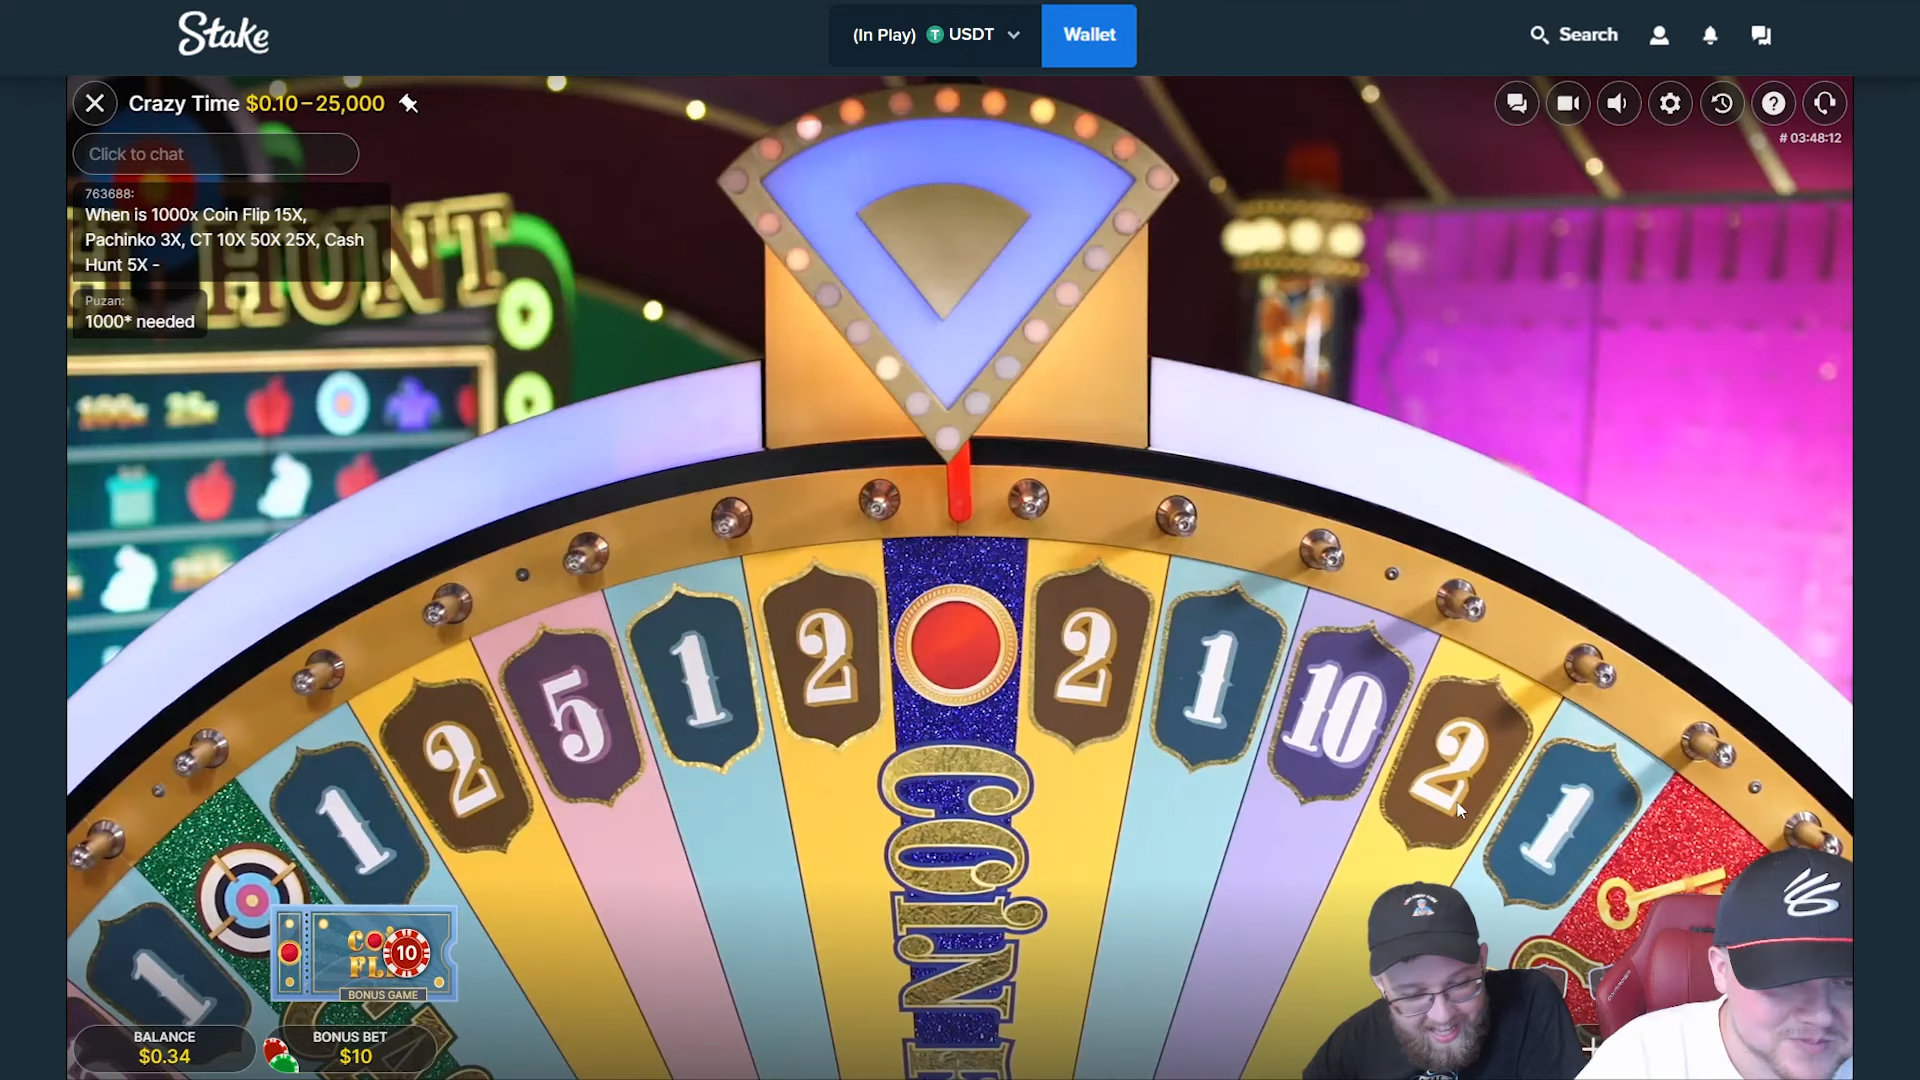 Stake
(In Play) USDT
Wallet
Search
Crazy Time $0.10 – 25,000
# 03:48:12
Click to chat
763688:
When is 1000x Coin Flip 15X,
Pachinko 3X, CT 10X 50X 25X, Cash
Hunt 5X -
Puzan:
1000* needed
HUNT
100x 25x
1 1 2 5 1 2 2 1 10 2 1
COIN
10
BONUS GAME
BALANCE
$0.34
BONUS BET
$10